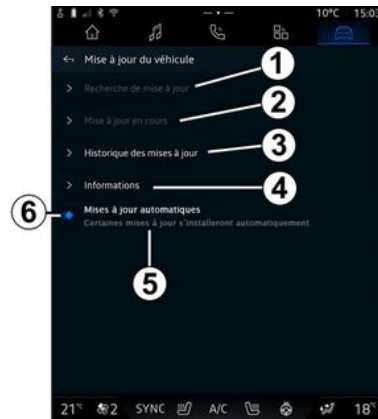 10°C 15:03
Mise à jour du véhicule
1
Recherche de mise à jour
2
Mise à jour en cours
3
Historique des mises à jour
Informations
4
6
Mises à jour automatiques
Certaines mises à jour s'installeront automatiquement.
5
21°C 2 SYNC A/C 18°